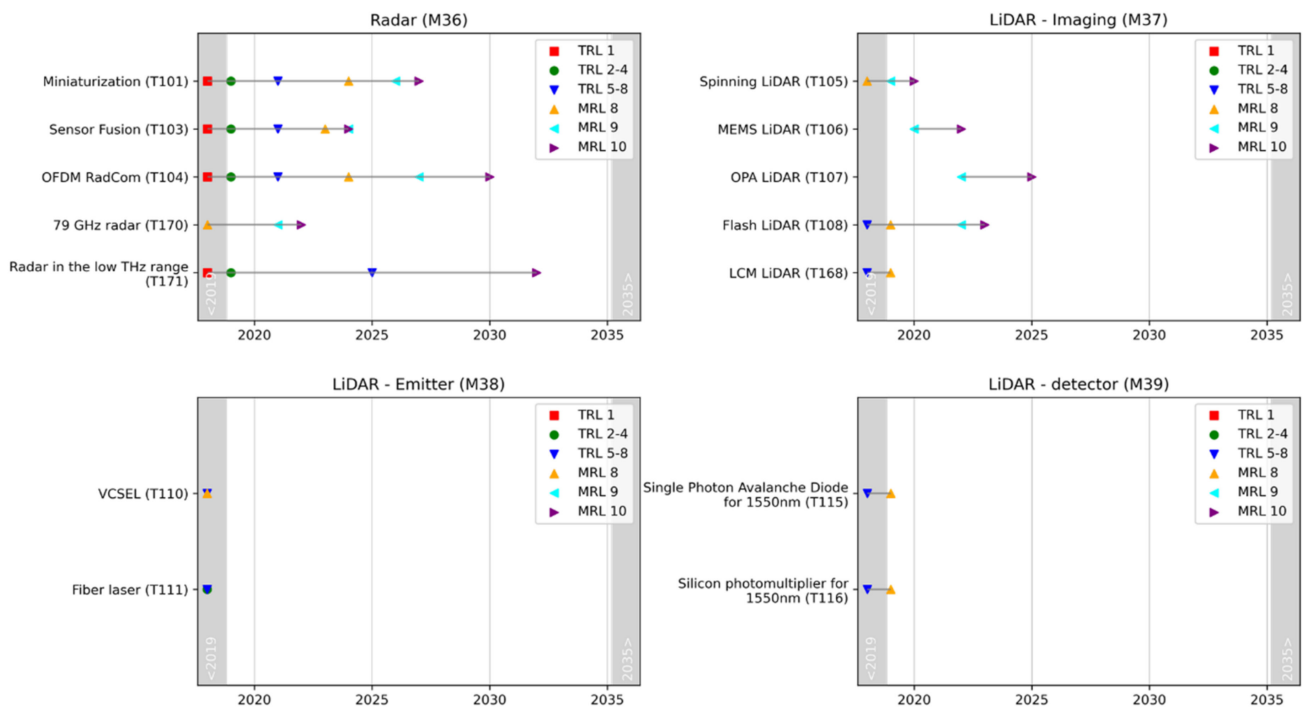 Radar (M36)
Miniaturization (T101)
Sensor Fusion (T103)
OFDM RadCom (T104)
79 GHz radar (T170)
Radar in the low THz range
(T171)
TRL 1
TRL 2-4
TRL 5-8
MRL 8
MRL 9
MRL 10
<2019
2035>
2020
2025
2030
2035
LiDAR - Imaging (M37)
Spinning LiDAR (T105)
MEMS LiDAR (T106)
OPA LiDAR (T107)
Flash LiDAR (T108)
LCM LiDAR (T168)
TRL 1
TRL 2-4
TRL 5-8
MRL 8
MRL 9
MRL 10
<2019
2035>
2020
2025
2030
2035
LiDAR - Emitter (M38)
VCSEL (T110)
Fiber laser (T111)
TRL 1
TRL 2-4
TRL 5-8
MRL 8
MRL 9
MRL 10
<2019
2035>
2020
2025
2030
2035
LiDAR - detector (M39)
Single Photon Avalanche Diode
for 1550nm (T115)
Silicon photomultiplier for
1550nm (T116)
TRL 1
TRL 2-4
TRL 5-8
MRL 8
MRL 9
MRL 10
<2019
2035>
2020
2025
2030
2035